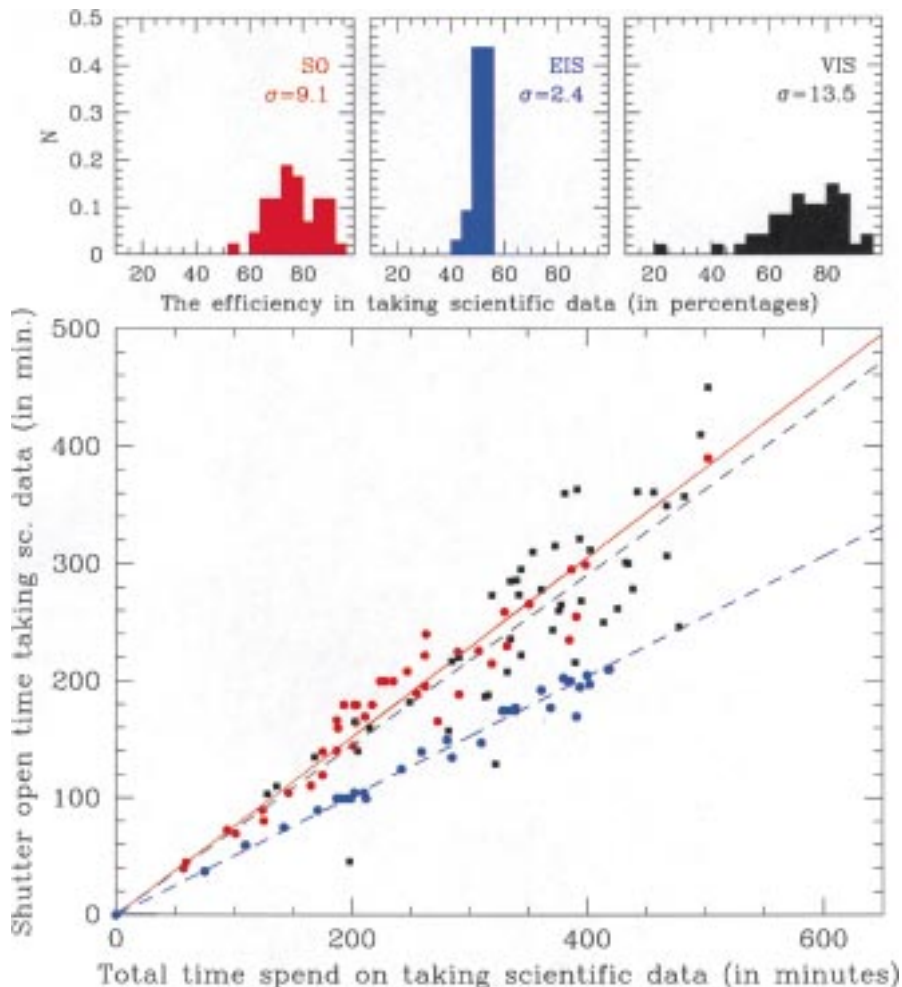 0.5
0.4
0.3
0.2
0.1
0
N
SO
σ=9.1
EIS
σ=2.4
VIS
σ=13.5
20 40 60 80
20 40 60 80
20 40 60 80
The efficiency in taking scientific data (in percentages)
Shutter open time taking sc. data (in min.)
500
400
300
200
100
0
0 200 400 600
Total time spend on taking scientific data (in minutes)